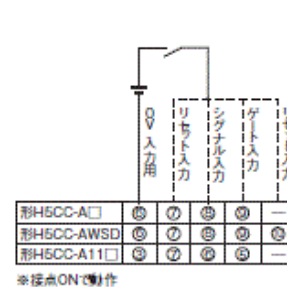 0V 入力用
リセット入力
シグナル入力
ゲート入力
形H5CC-A□ ⑥ ⑦ ⑧ ⑨ —
形H5CC-AWSD ⑥ ⑦ ⑧ ⑨ ⑩
形H5CC-A11□ ③ ⑦ ⑥ ⑤ —
※接点ONで動作